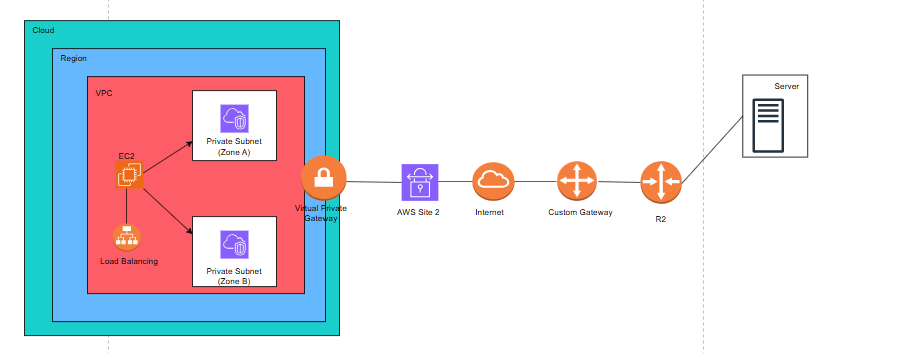 Cloud
Region
VPC
EC2
Load Balancing
Private Subnet
(Zone A)
Private Subnet
(Zone B)
Virtual Private
Gateway
AWS Site 2
Internet
Custom Gateway
R2
Server